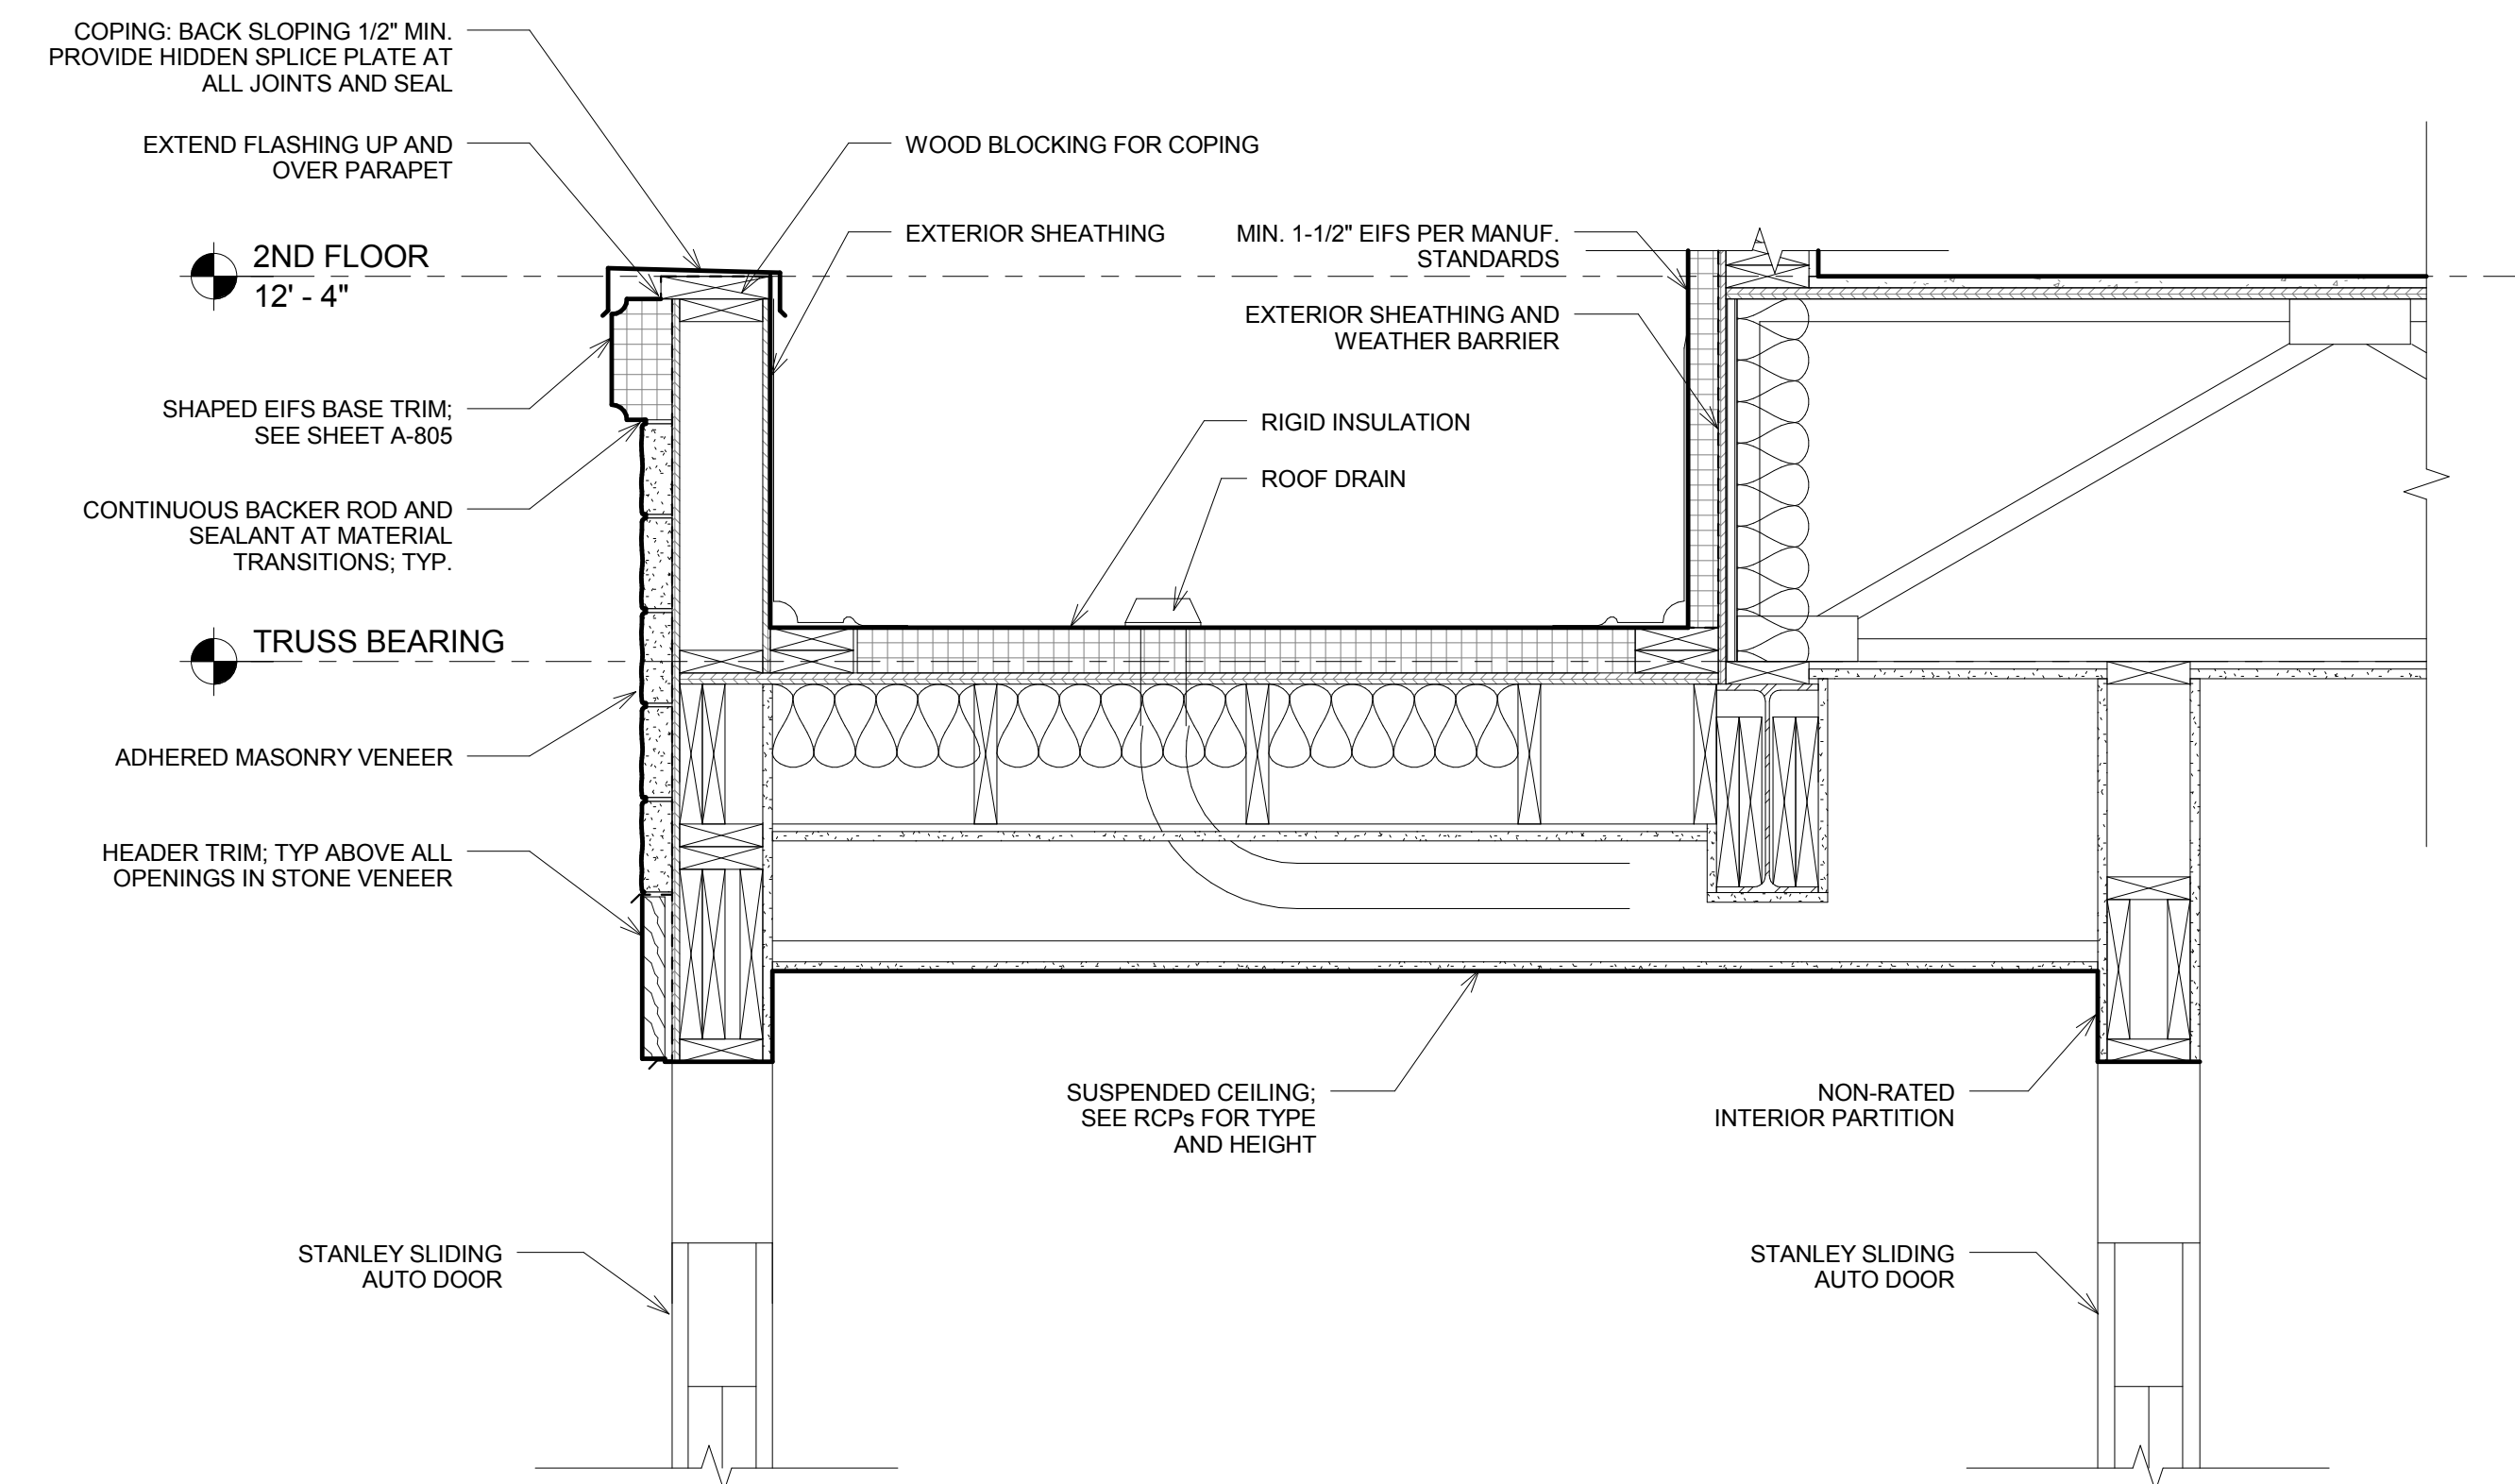 COPING: BACK SLOPING 1/2" MIN.
PROVIDE HIDDEN SPLICE PLATE AT
ALL JOINTS AND SEAL
EXTEND FLASHING UP AND
OVER PARAPET
WOOD BLOCKING FOR COPING
EXTERIOR SHEATHING
MIN. 1-1/2" EIFS PER MANUF.
STANDARDS
2ND FLOOR
12' - 4"
EXTERIOR SHEATHING AND
WEATHER BARRIER
SHAPED EIFS BASE TRIM;
SEE SHEET A-805
RIGID INSULATION
ROOF DRAIN
CONTINUOUS BACKER ROD AND
SEALANT AT MATERIAL
TRANSITIONS; TYP.
TRUSS BEARING
ADHERED MASONRY VENEER
HEADER TRIM; TYP ABOVE ALL
OPENINGS IN STONE VENEER
SUSPENDED CEILING;
SEE RCPs FOR TYPE
AND HEIGHT
NON-RATED
INTERIOR PARTITION
STANLEY SLIDING
AUTO DOOR
STANLEY SLIDING
AUTO DOOR